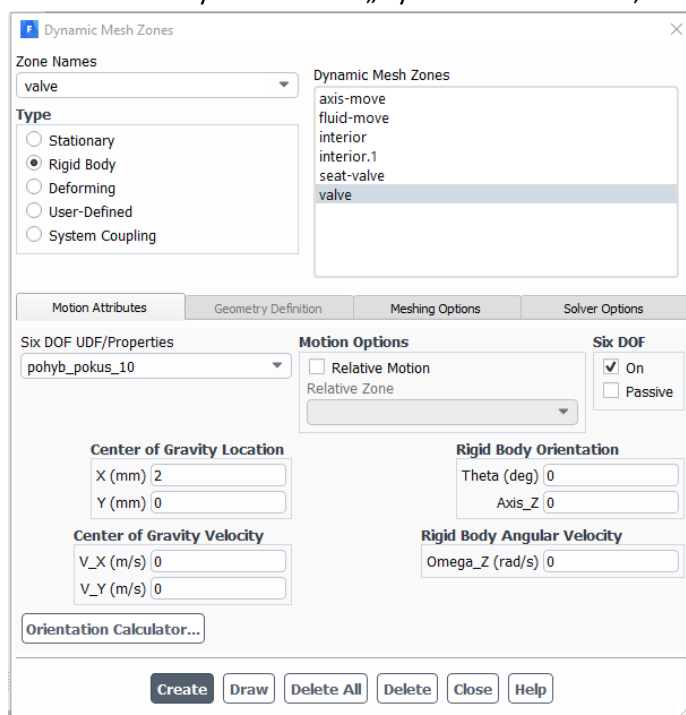 Dynamic Mesh Zones
Zone Names
valve
Type
Stationary
Rigid Body
Deforming
User-Defined
System Coupling
Dynamic Mesh Zones
axis-move
fluid-move
interior
interior.1
seat-valve
valve
Motion Attributes
Geometry Definition
Meshing Options
Solver Options
Six DOF UDF/Properties
pohyb_pokus_10
Motion Options
Relative Motion
Relative Zone
Six DOF
On
Passive
Center of Gravity Location
X (mm) 2
Y (mm) 0
Rigid Body Orientation
Theta (deg) 0
Axis_Z 0
Center of Gravity Velocity
V_X (m/s) 0
V_Y (m/s) 0
Rigid Body Angular Velocity
Omega_Z (rad/s) 0
Orientation Calculator...
Create
Draw
Delete All
Delete
Close
Help